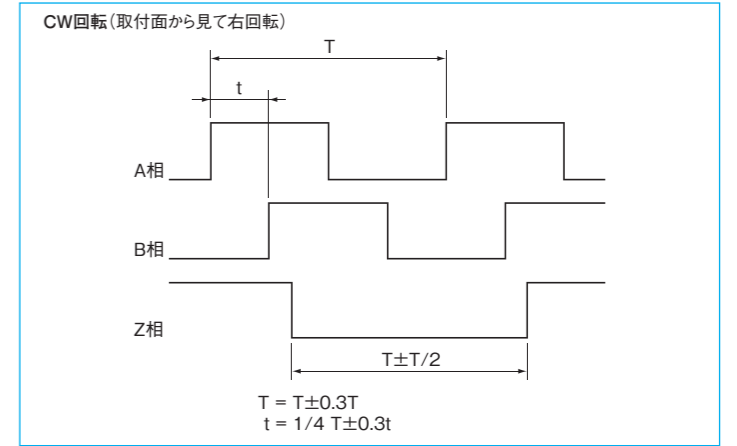 CW回転(取付面から見て右回転)
T
t
A相
B相
Z相
T±T/2
T = T±0.3T
t = 1/4 T±0.3t